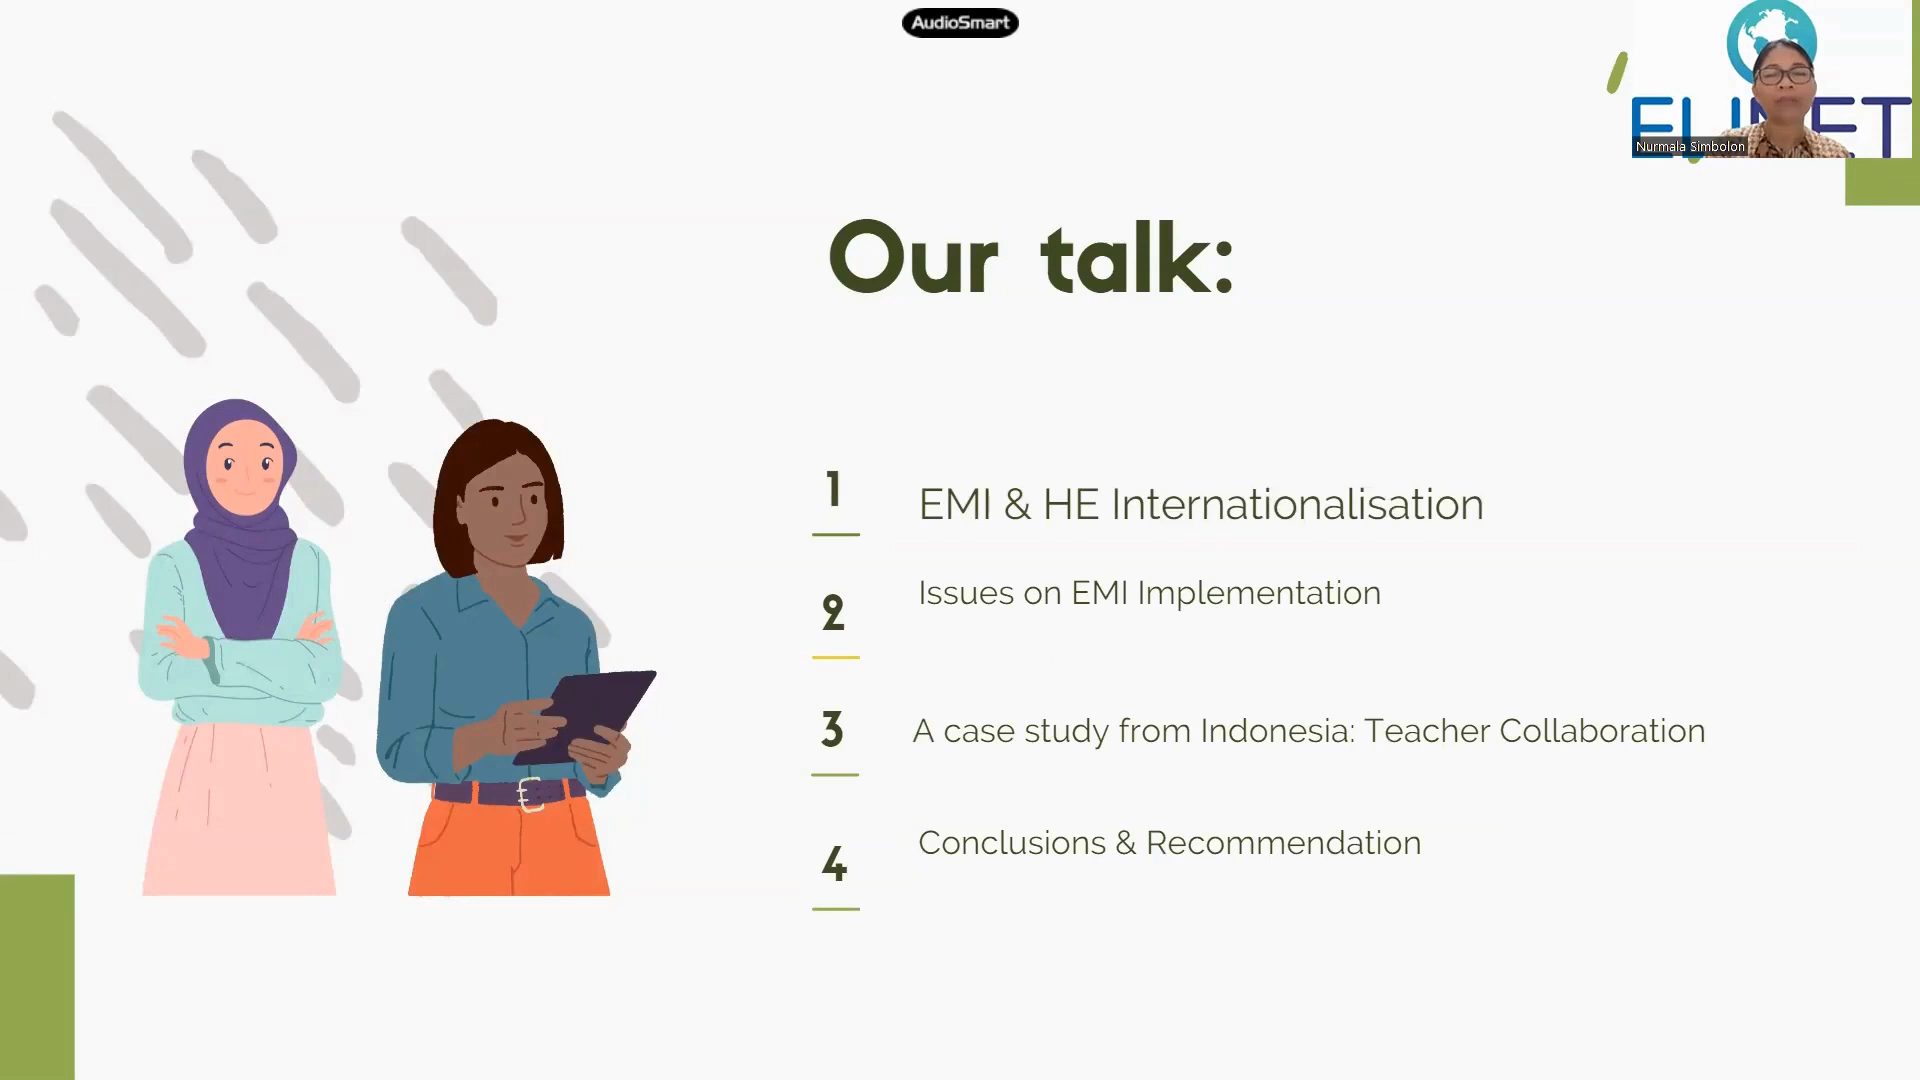 AudioSmart
Nurmala Simbolon
Our talk:
1
EMI & HE Internationalisation
2
Issues on EMI Implementation
3
A case study from Indonesia: Teacher Collaboration
4
Conclusions & Recommendation